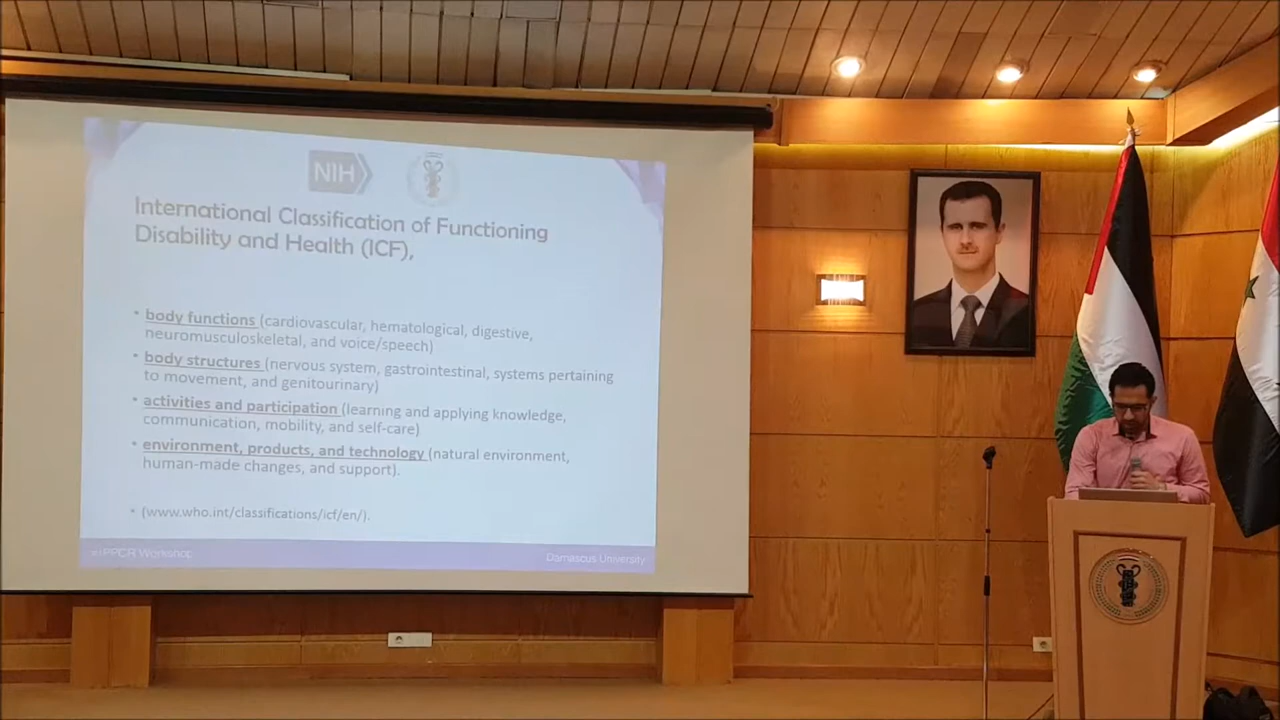 NIH
International Classification of Functioning
Disability and Health (ICF),
• body functions (cardiovascular, hematological, digestive,
neuromusculoskeletal, and voice/speech)
• body structures (nervous system, gastrointestinal, systems pertaining
to movement, and genitourinary)
• activities and participation (learning and applying knowledge,
communication, mobility, and self-care)
• environment, products, and technology (natural environment,
human-made changes, and support).
• (www.who.int/classifications/icf/en/).
IPPCR Workshop
Damascus University